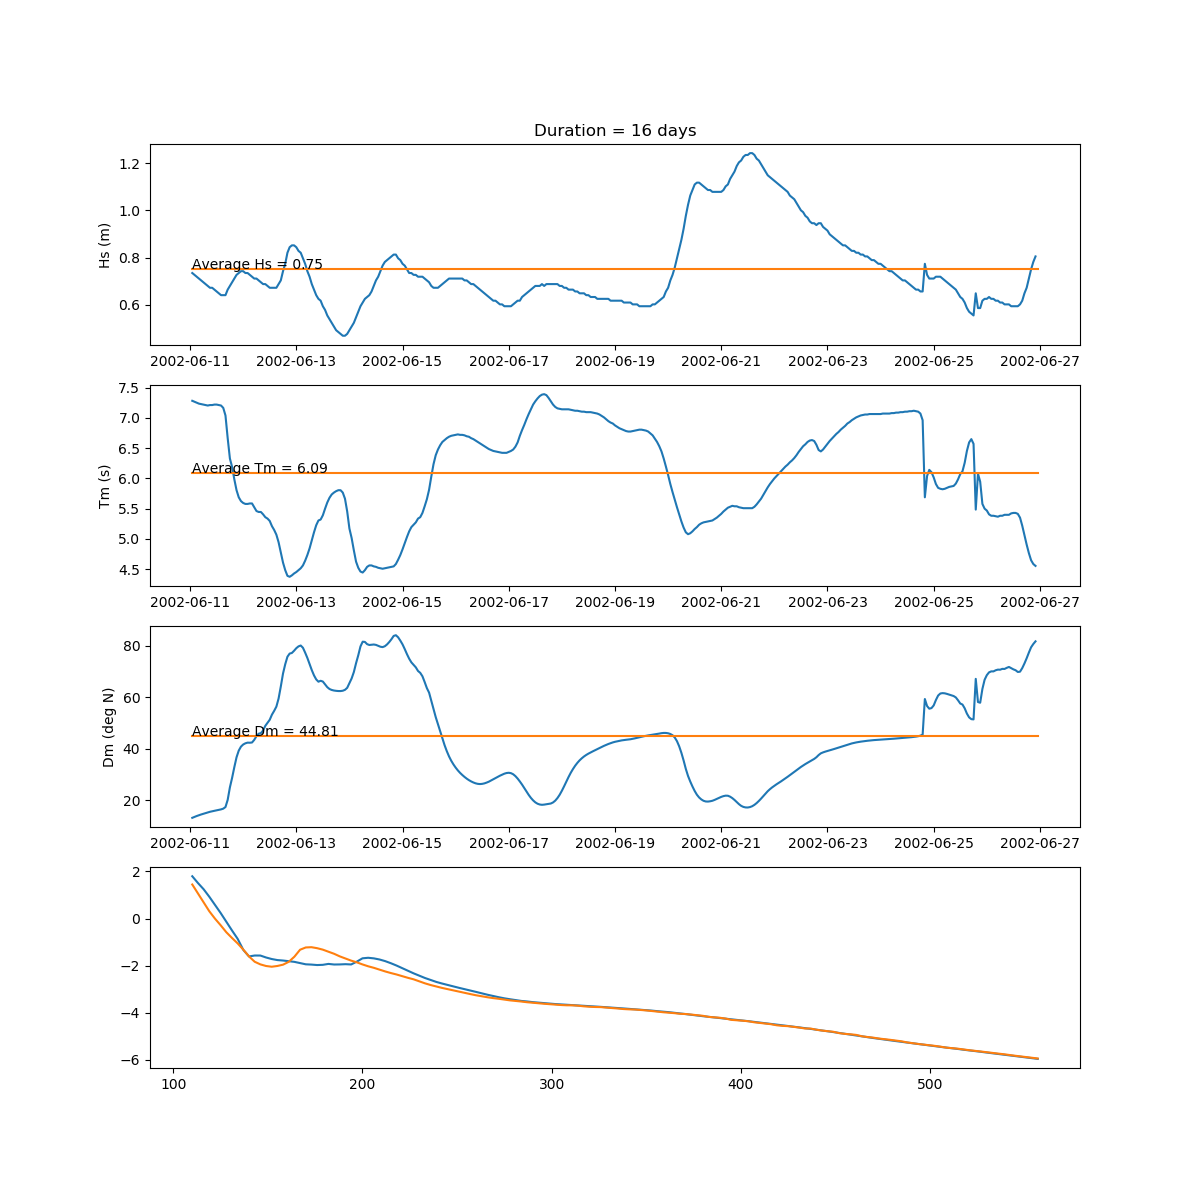 Duration = 16 days
Hs (m)
1.2
1.0
0.8
0.6
Average Hs = 0.75
2002-06-11 2002-06-13 2002-06-15 2002-06-17 2002-06-19 2002-06-21 2002-06-23 2002-06-25 2002-06-27
Tm (s)
7.5
7.0
6.5
6.0
5.5
5.0
4.5
Average Tm = 6.09
2002-06-11 2002-06-13 2002-06-15 2002-06-17 2002-06-19 2002-06-21 2002-06-23 2002-06-25 2002-06-27
Dm (deg N)
80
60
40
20
Average Dm = 44.81
2002-06-11 2002-06-13 2002-06-15 2002-06-17 2002-06-19 2002-06-21 2002-06-23 2002-06-25 2002-06-27
2
0
−2
−4
−6
100 200 300 400 500